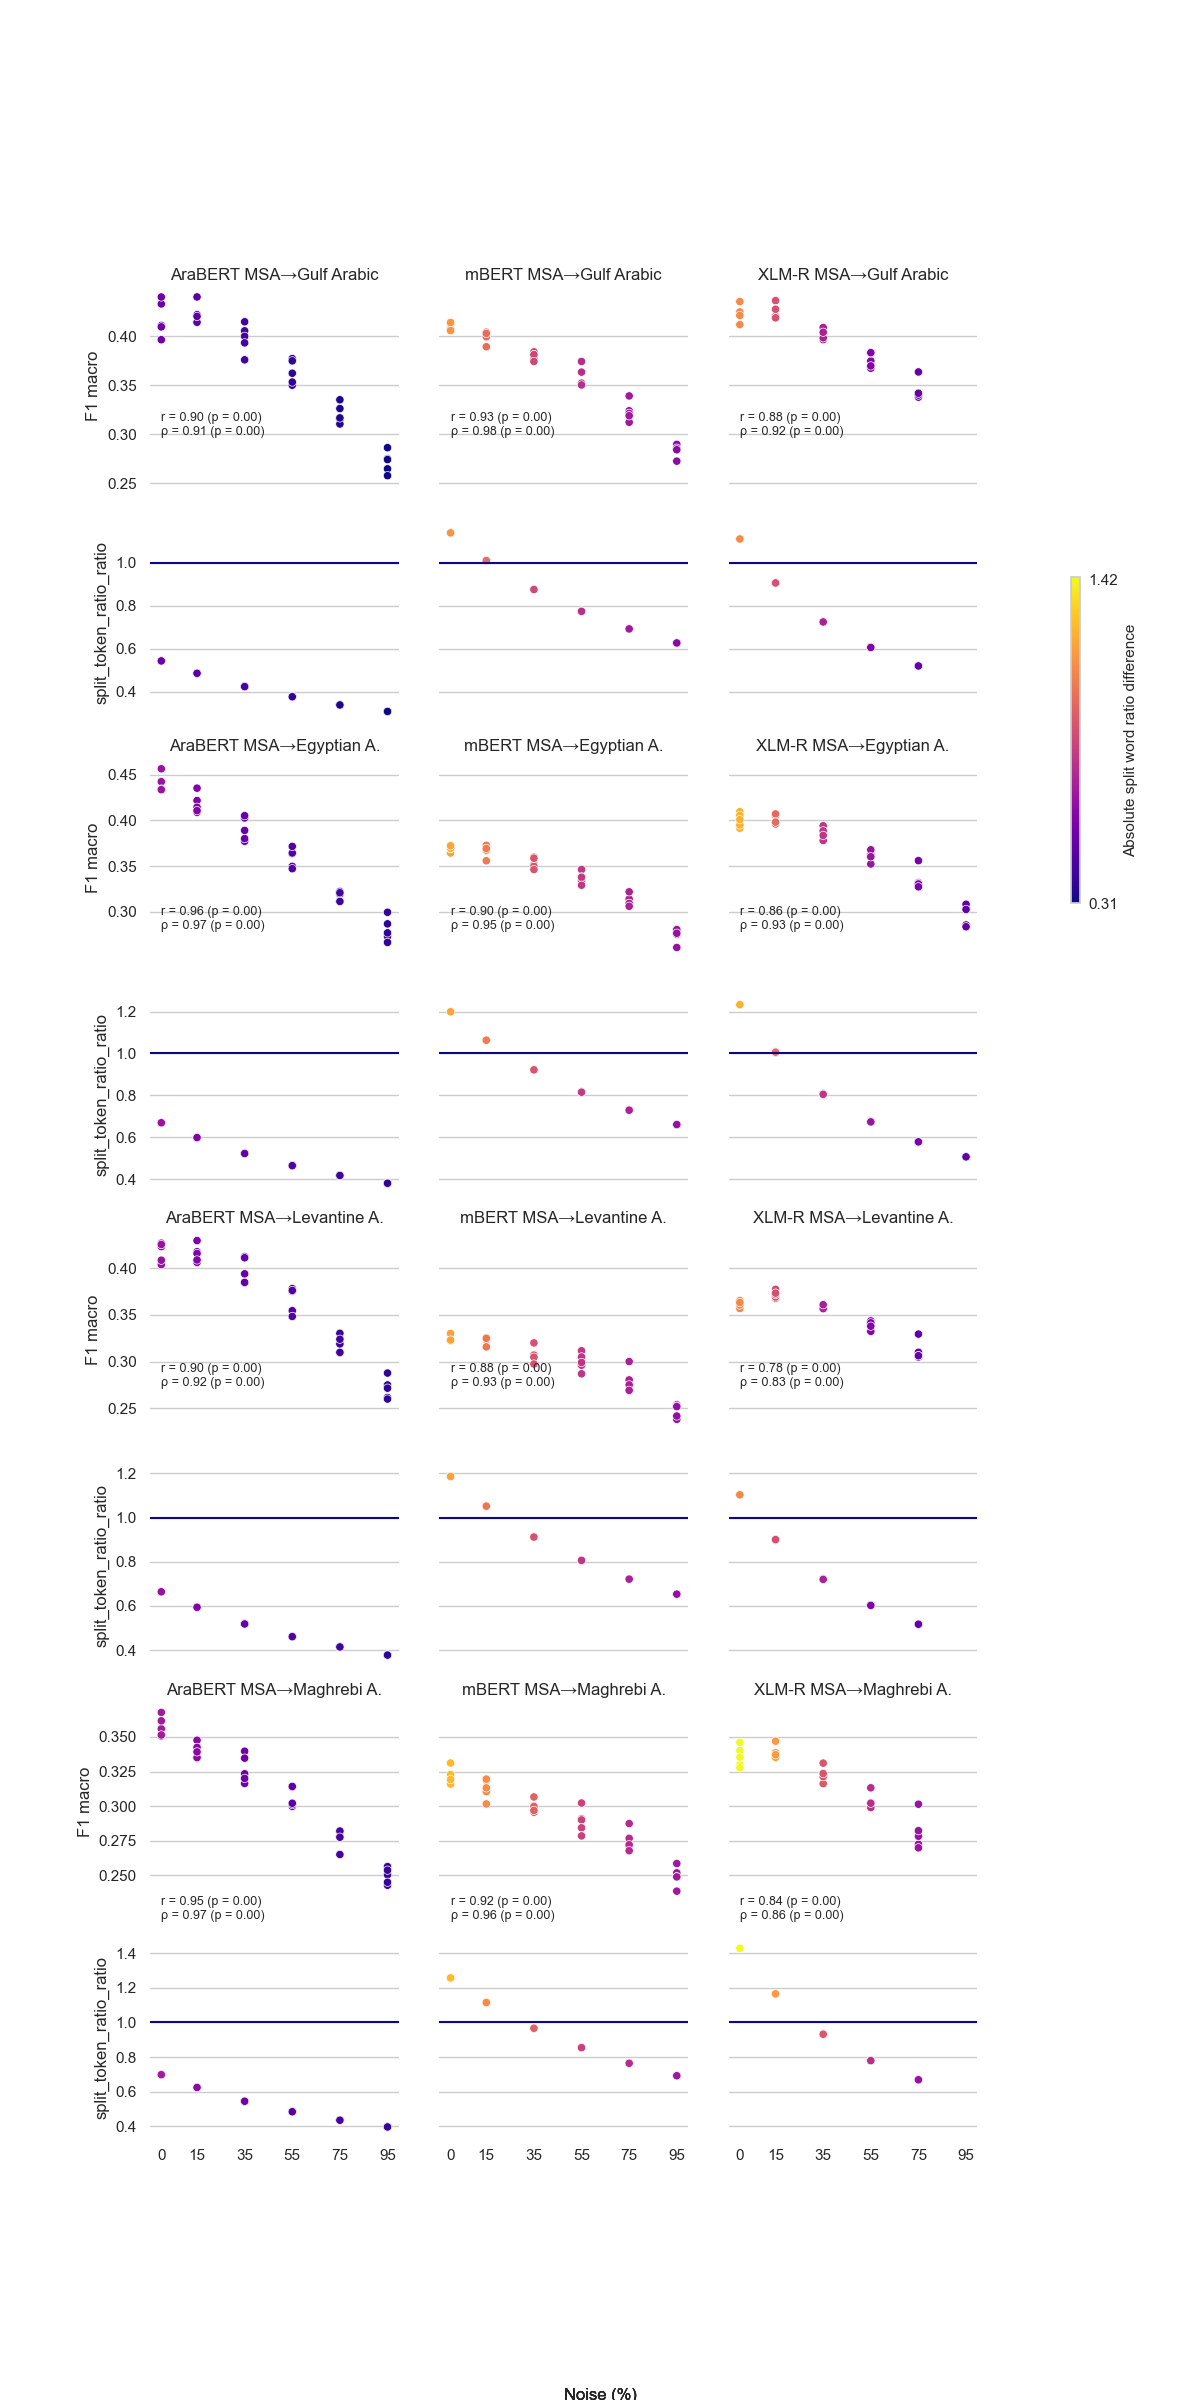 AraBERT MSA→Gulf Arabic
mBERT MSA→Gulf Arabic
XLM-R MSA→Gulf Arabic
F1 macro
0.40
0.35
0.30
0.25
r = 0.90 (p = 0.00)
ρ = 0.91 (p = 0.00)
r = 0.93 (p = 0.00)
ρ = 0.98 (p = 0.00)
r = 0.88 (p = 0.00)
ρ = 0.92 (p = 0.00)
split_token_ratio_ratio
1.0
0.8
0.6
0.4
1.42
Absolute split word ratio difference
0.31
AraBERT MSA→Egyptian A.
mBERT MSA→Egyptian A.
XLM-R MSA→Egyptian A.
F1 macro
0.45
0.40
0.35
0.30
r = 0.96 (p = 0.00)
ρ = 0.97 (p = 0.00)
r = 0.90 (p = 0.00)
ρ = 0.95 (p = 0.00)
r = 0.86 (p = 0.00)
ρ = 0.93 (p = 0.00)
split_token_ratio_ratio
1.2
1.0
0.8
0.6
0.4
AraBERT MSA→Levantine A.
mBERT MSA→Levantine A.
XLM-R MSA→Levantine A.
F1 macro
0.40
0.35
0.30
0.25
r = 0.90 (p = 0.00)
ρ = 0.92 (p = 0.00)
r = 0.88 (p = 0.00)
ρ = 0.93 (p = 0.00)
r = 0.78 (p = 0.00)
ρ = 0.83 (p = 0.00)
split_token_ratio_ratio
1.2
1.0
0.8
0.6
0.4
AraBERT MSA→Maghrebi A.
mBERT MSA→Maghrebi A.
XLM-R MSA→Maghrebi A.
F1 macro
0.350
0.325
0.300
0.275
0.250
r = 0.95 (p = 0.00)
ρ = 0.97 (p = 0.00)
r = 0.92 (p = 0.00)
ρ = 0.96 (p = 0.00)
r = 0.84 (p = 0.00)
ρ = 0.86 (p = 0.00)
split_token_ratio_ratio
1.4
1.2
1.0
0.8
0.6
0.4
0 15 35 55 75 95
0 15 35 55 75 95
0 15 35 55 75 95
Noise (%)